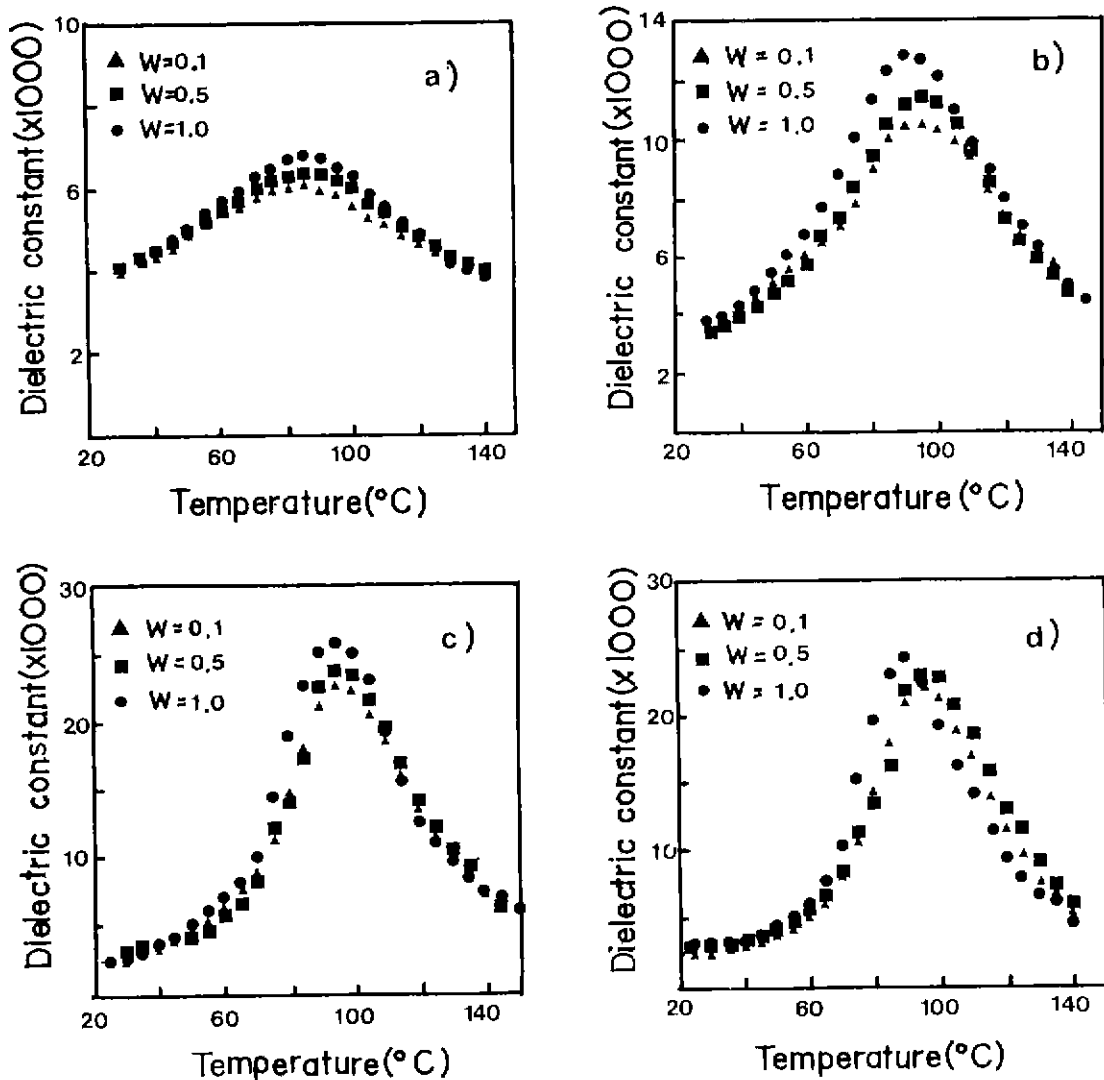 Dielectric constant(x1000)
10
6
2
▲ W=0.1
■ W=0.5
● W=1.0
a)
20 60 100 140
Temperature(°C)
Dielectric constant(x1000)
14
10
6
2
▲ W= 0.1
■ W= 0.5
● W= 1.0
b)
20 60 100 140
Temperature (°C)
Dielectric constant(x1000)
30
20
10
▲ W=0.1
■ W=0.5
● W=1.0
c)
20 60 100 140
Temperature(°C)
Dielectric constant(x1000)
30
20
10
▲ W= 0.1
■ W=0.5
● W=1.0
d)
20 60 100 140
Temperature(°C)